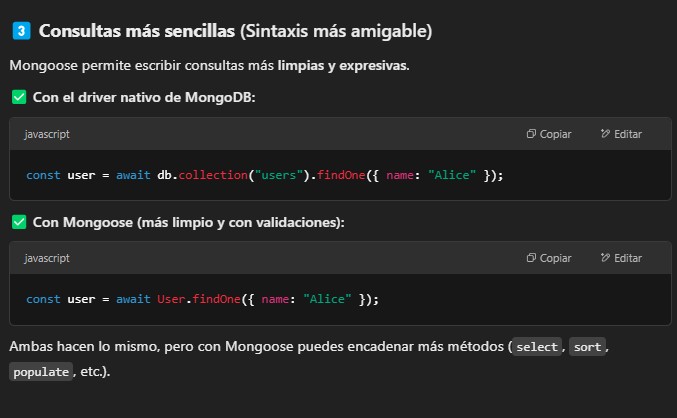 3 Consultas más sencillas (Sintaxis más amigable)
Mongoose permite escribir consultas más limpias y expresivas.
Con el driver nativo de MongoDB:
javascript Copiar Editar
const user = await db.collection("users").findOne({ name: "Alice" });
Con Mongoose (más limpio y con validaciones):
javascript Copiar Editar
const user = await User.findOne({ name: "Alice" });
Ambas hacen lo mismo, pero con Mongoose puedes encadenar más métodos (select, sort,
populate, etc.).